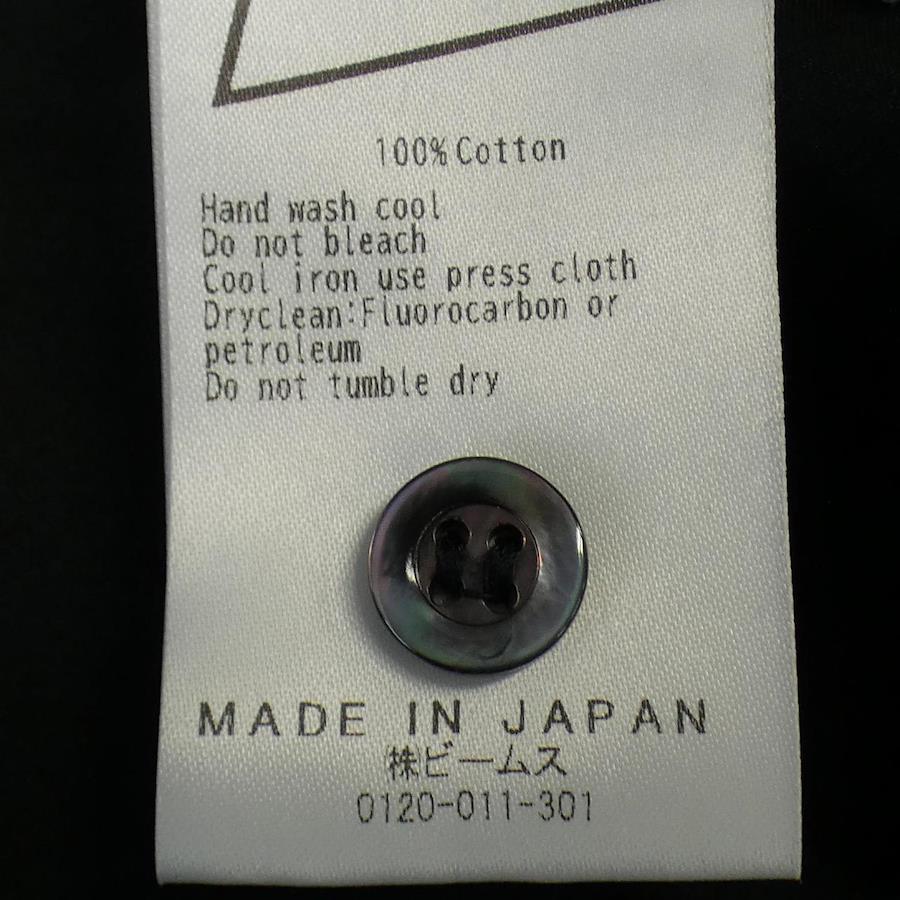 100% Cotton
Hand wash cool
Do not bleach
Cool iron use press cloth
Dryclean:Fluorocarbon or
petroleum
Do not tumble dry
MADE IN JAPAN
株ビームス
0120-011-301